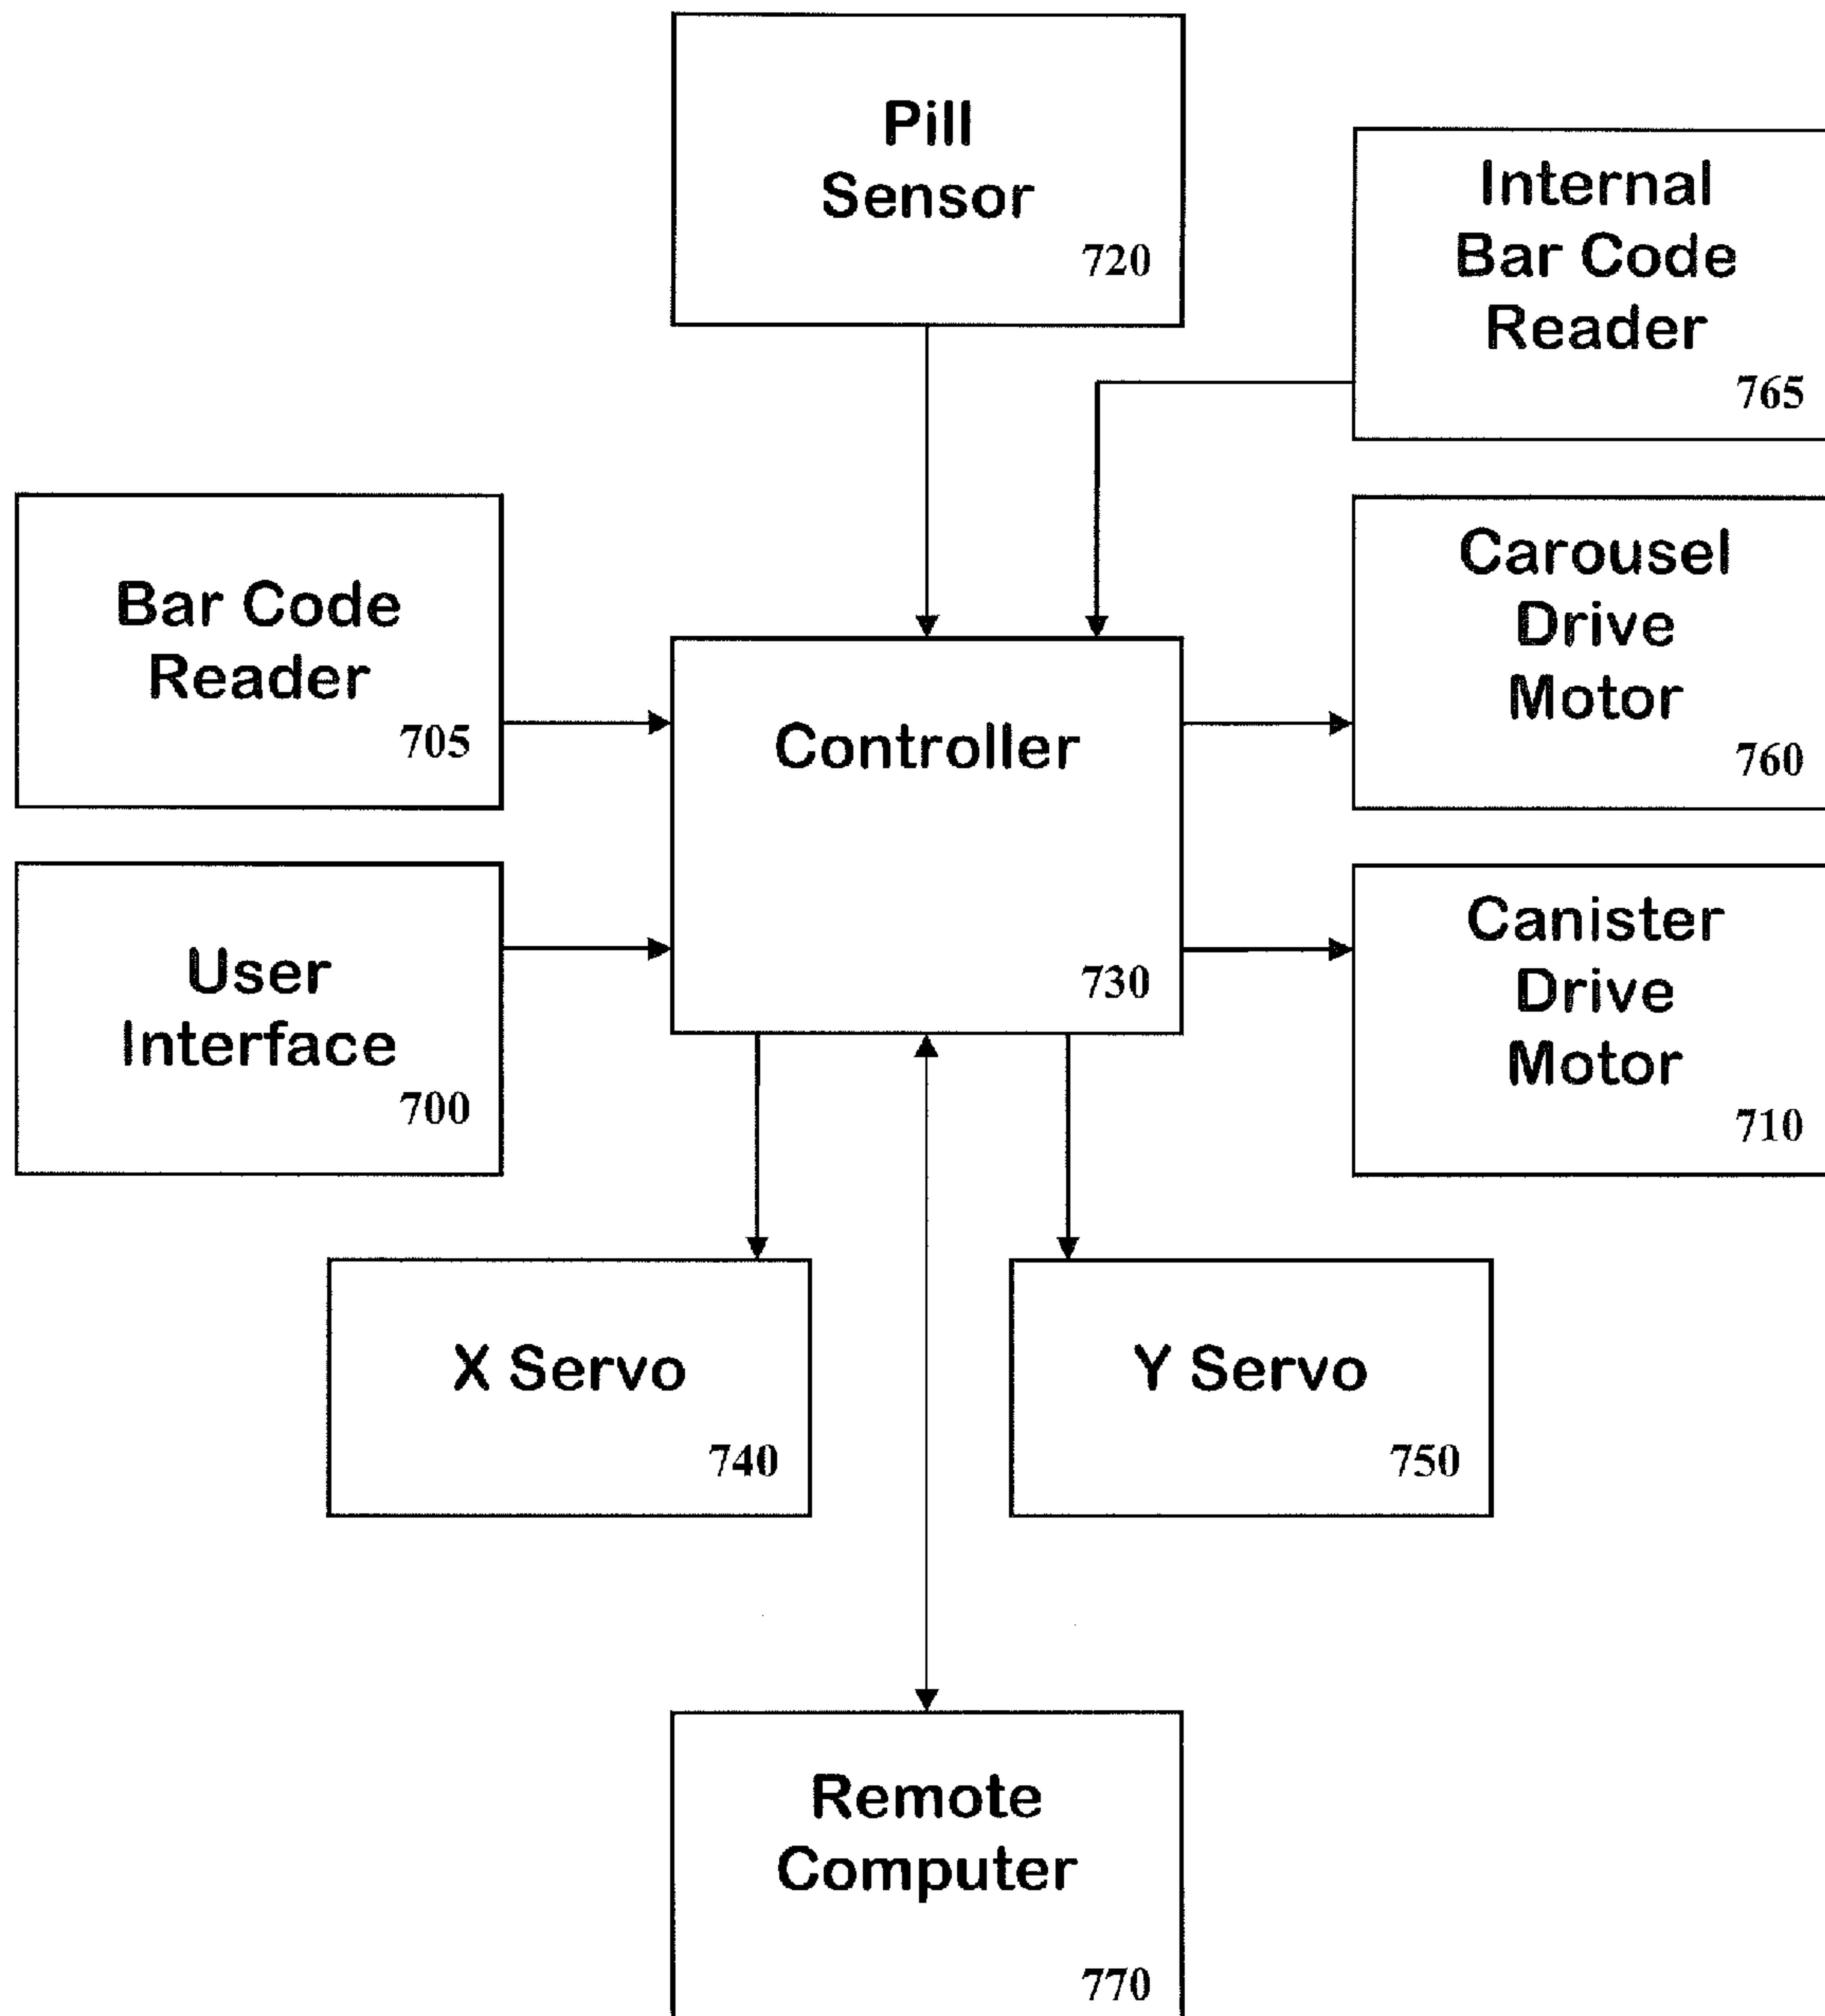 Pill
Sensor
720
Internal
Bar Code
Reader
765
Bar Code
Reader
705
Controller
730
Carousel
Drive
Motor
760
User
Interface
700
Canister
Drive
Motor
710
X Servo
740
Y Servo
750
Remote
Computer
770